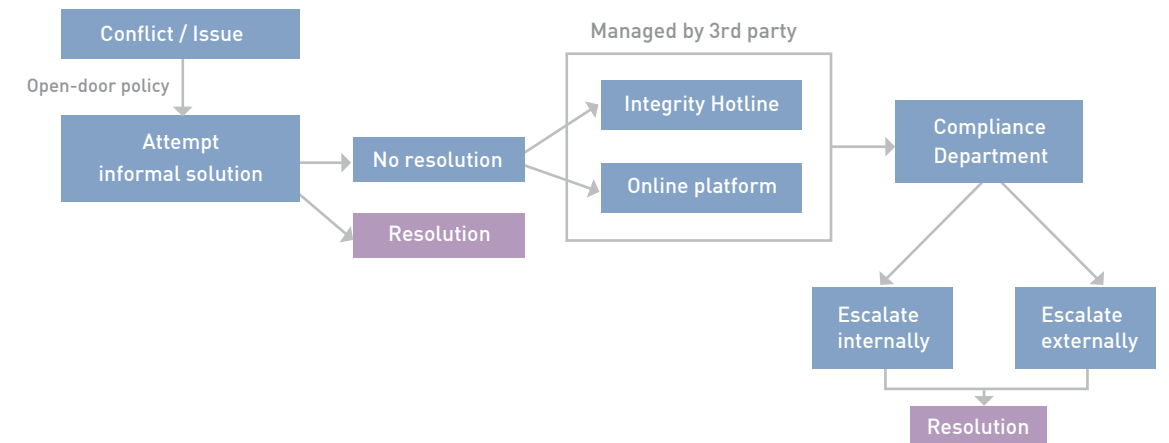 Conflict / Issue
Open-door policy
Attempt
informal solution
No resolution
Resolution
Managed by 3rd party
Integrity Hotline
Online platform
Compliance
Department
Escalate
internally
Escalate
externally
Resolution